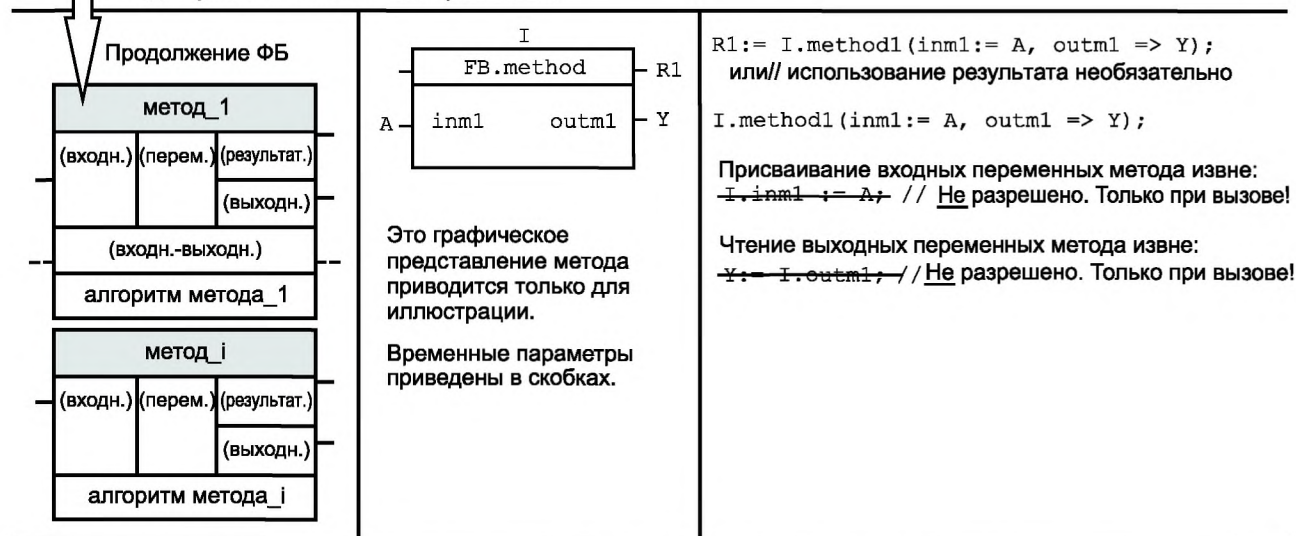 Продолжение ФБ
метод_1
(входн.) (перем.) (результат.)
(выходн.)
(входн.-выходн.)
алгоритм метода_1
метод_i
(входн.) (перем.) (результат.)
(выходн.)
алгоритм метода_i
I
FB.method R1
A inm1 outm1 Y
Это графическое
представление метода
приводится только для
иллюстрации.
Временные параметры
приведены в скобках.
R1:= I.method1(inm1:= A, outm1 => Y);
или// использование результата необязательно
I.method1(inm1:= A, outm1 => Y);
Присваивание входных переменных метода извне:
I.inm1 := A; // Не разрешено. Только при вызове!
Чтение выходных переменных метода извне:
Y:= I.outm1; //Не разрешено. Только при вызове!